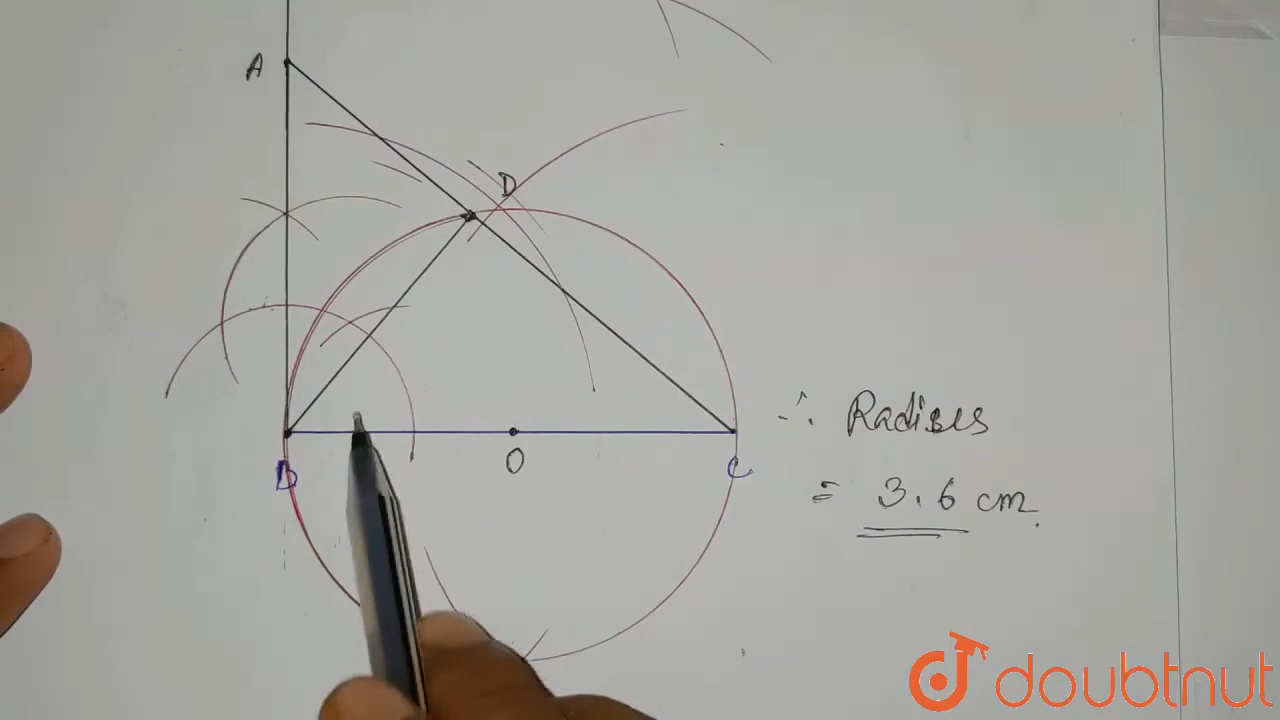 A
D
B
O
C
∴ Radius
= 3.6 cm.
doubtnut